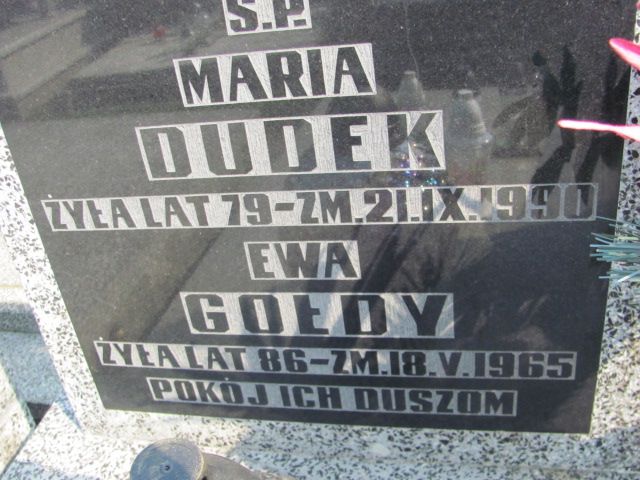 Ś.P.
MARIA
DUDEK
ŻYŁA LAT 79-ZM.21.IX.1990
EWA
GOŁDY
ŻYŁA LAT 86-ZM.18.V.1965
POKÓJ ICH DUSZOM